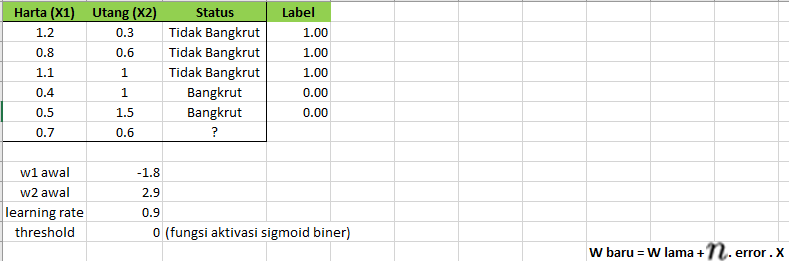 Harta (X1) Utang (X2) Status Label
1.2 0.3 Tidak Bangkrut 1.00
0.8 0.6 Tidak Bangkrut 1.00
1.1 1 Tidak Bangkrut 1.00
0.4 1 Bangkrut 0.00
0.5 1.5 Bangkrut 0.00
0.7 0.6 ?
w1 awal -1.8
w2 awal 2.9
learning rate 0.9
threshold 0 (fungsi aktivasi sigmoid biner)
W baru = W lama + n . error . X